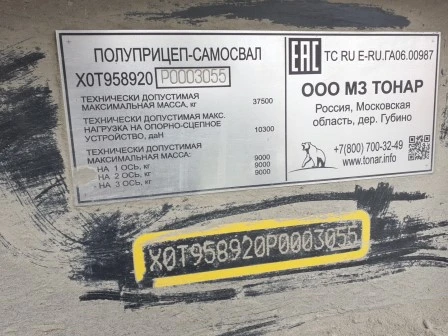 ПОЛУПРИЦЕП-САМОСВАЛ
X0T958920 P0003055
ТЕХНИЧЕСКИ ДОПУСТИМАЯ
МАКСИМАЛЬНАЯ МАССА, кг 37500
ТЕХНИЧЕСКИ ДОПУСТИМАЯ МАКС.
НАГРУЗКА НА ОПОРНО-СЦЕПНОЕ
УСТРОЙСТВО, даН 10300
ТЕХНИЧЕСКИ ДОПУСТИМАЯ
МАКСИМАЛЬНАЯ МАССА:
- НА 1 ОСЬ, кг 9000
- НА 2 ОСЬ, кг 9000
- НА 3 ОСЬ, кг 9000
EAC ТС RU E-RU.ГА06.00987
ООО МЗ ТОНАР
Россия, Московская
область, дер. Губино
+7(800) 700-32-49
www.tonar.info
X0T958920P0003055